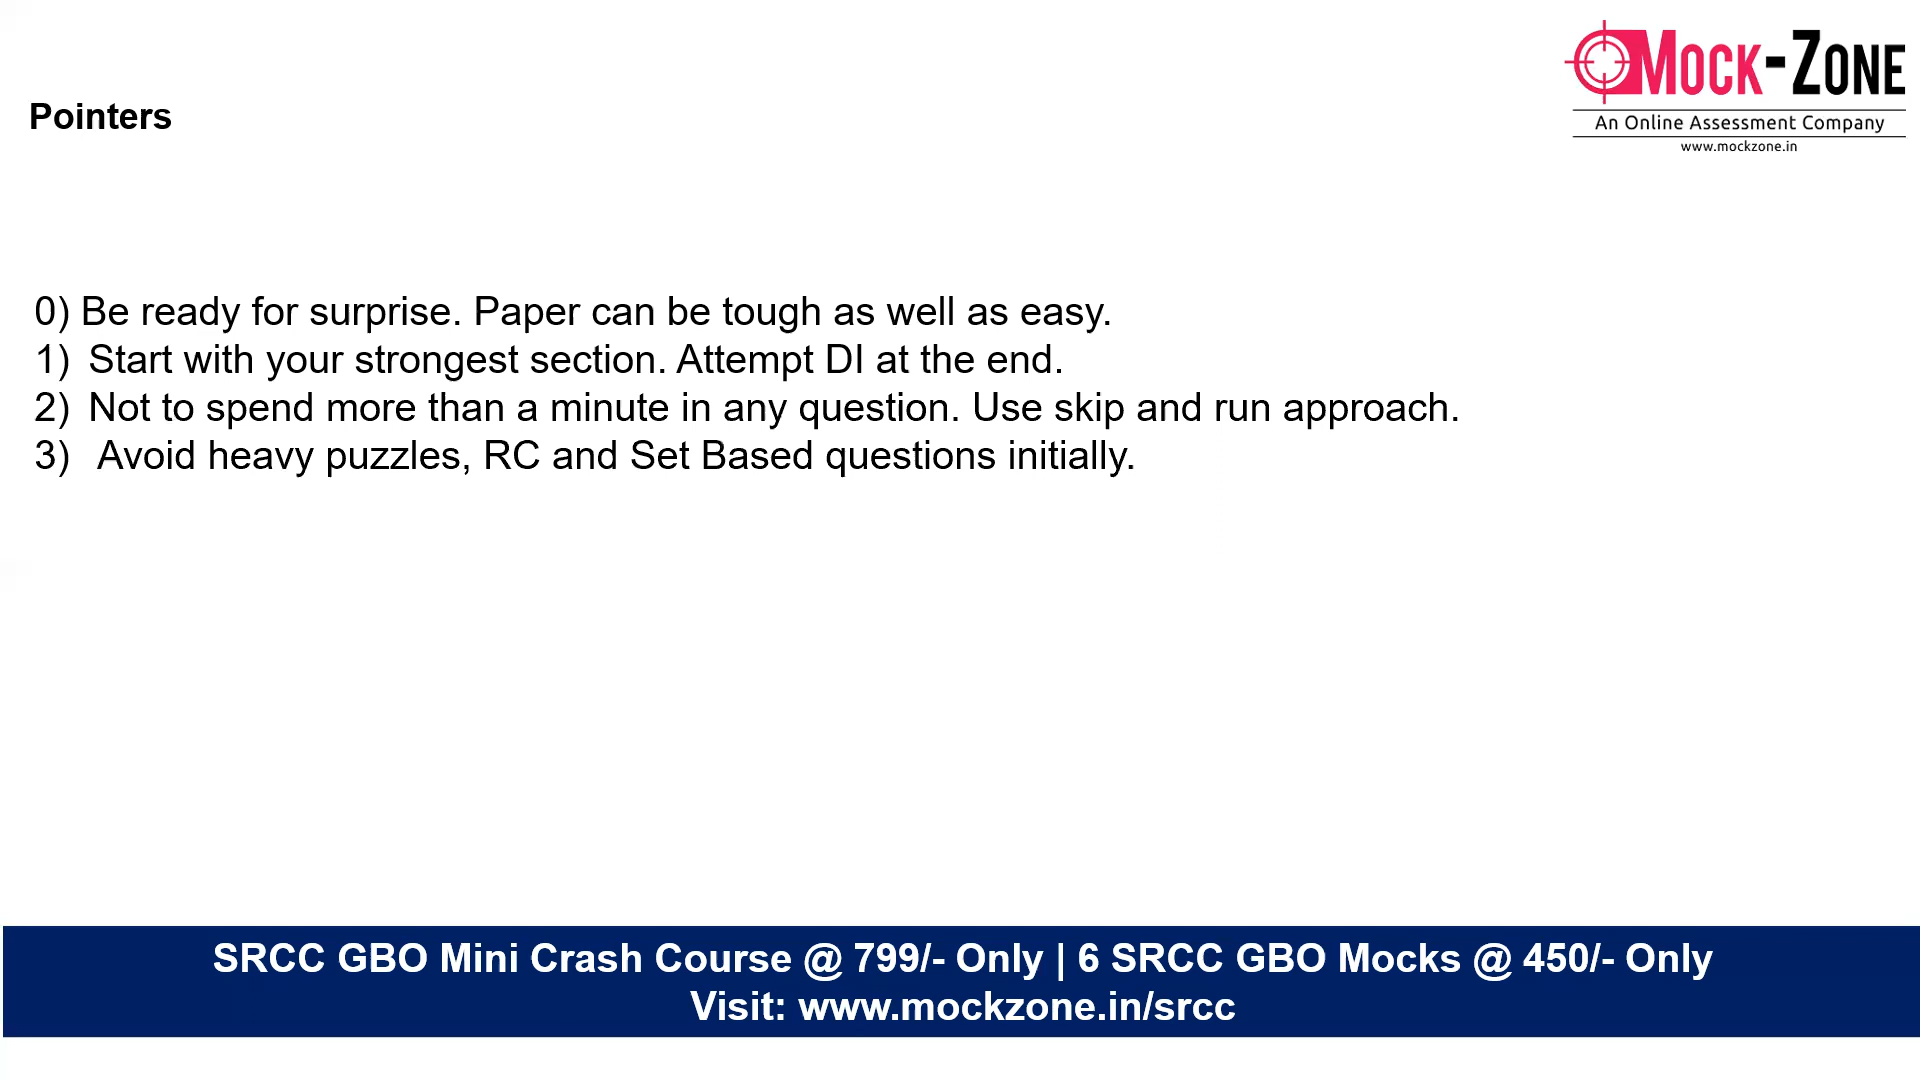 MOCK-ZONE
An Online Assessment Company
www.mockzone.in
Pointers
0) Be ready for surprise. Paper can be tough as well as easy.
1) Start with your strongest section. Attempt DI at the end.
2) Not to spend more than a minute in any question. Use skip and run approach.
3) Avoid heavy puzzles, RC and Set Based questions initially.
SRCC GBO Mini Crash Course @ 799/- Only | 6 SRCC GBO Mocks @ 450/- Only
Visit: www.mockzone.in/srcc